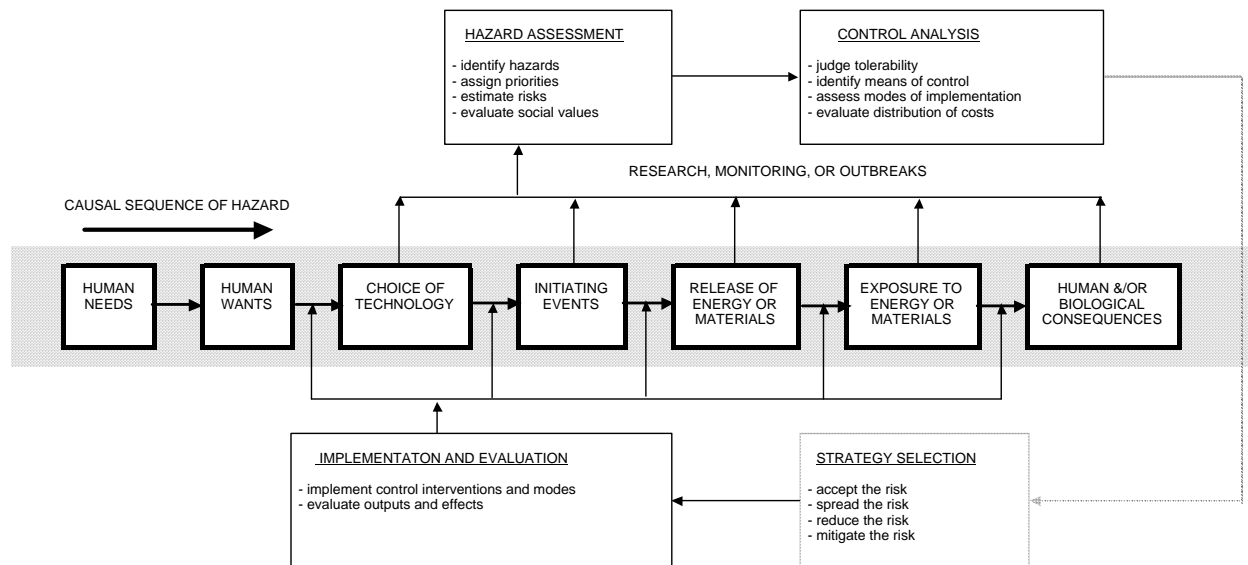 HAZARD ASSESSMENT
- identify hazards
- assign priorities
- estimate risks
- evaluate social values
CONTROL ANALYSIS
- judge tolerability
- identify means of control
- assess modes of implementation
- evaluate distribution of costs
RESEARCH, MONITORING, OR OUTBREAKS
CAUSAL SEQUENCE OF HAZARD
HUMAN
NEEDS
HUMAN
WANTS
CHOICE OF
TECHNOLOGY
INITIATING
EVENTS
RELEASE OF
ENERGY OR
MATERIALS
EXPOSURE TO
ENERGY OR
MATERIALS
HUMAN &/OR
BIOLOGICAL
CONSEQUENCES
IMPLEMENTATON AND EVALUATION
- implement control interventions and modes
- evaluate outputs and effects
STRATEGY SELECTION
- accept the risk
- spread the risk
- reduce the risk
- mitigate the risk